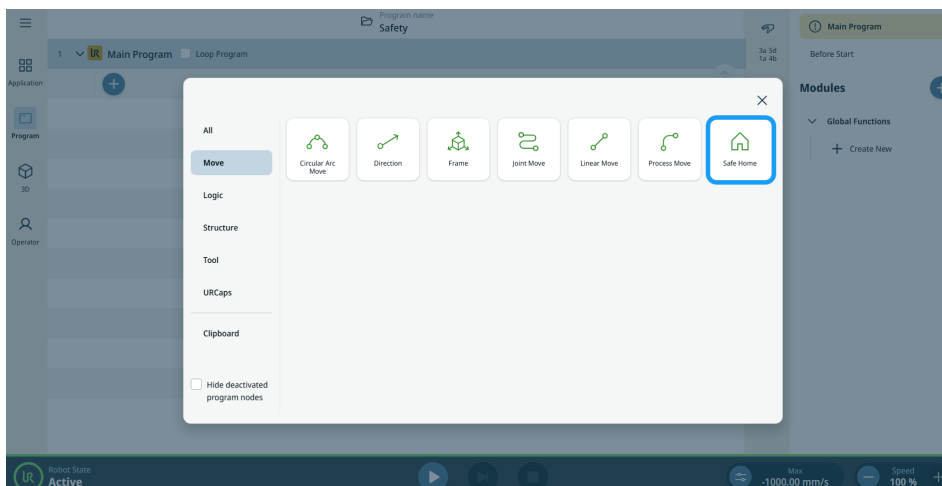 Program name
Safety
1
UR
Main Program
Loop Program
3a 5d
1a 4b
Main Program
Before Start
Modules
Global Functions
Create New
Application
Program
3D
Operator
All
Move
Logic
Structure
Tool
URCaps
Clipboard
Hide deactivated
program nodes
Circular Arc
Move
Direction
Frame
Joint Move
Linear Move
Process Move
Safe Home
UR
Robot State
Active
Max
-1000.00 mm/s
Speed
100 %